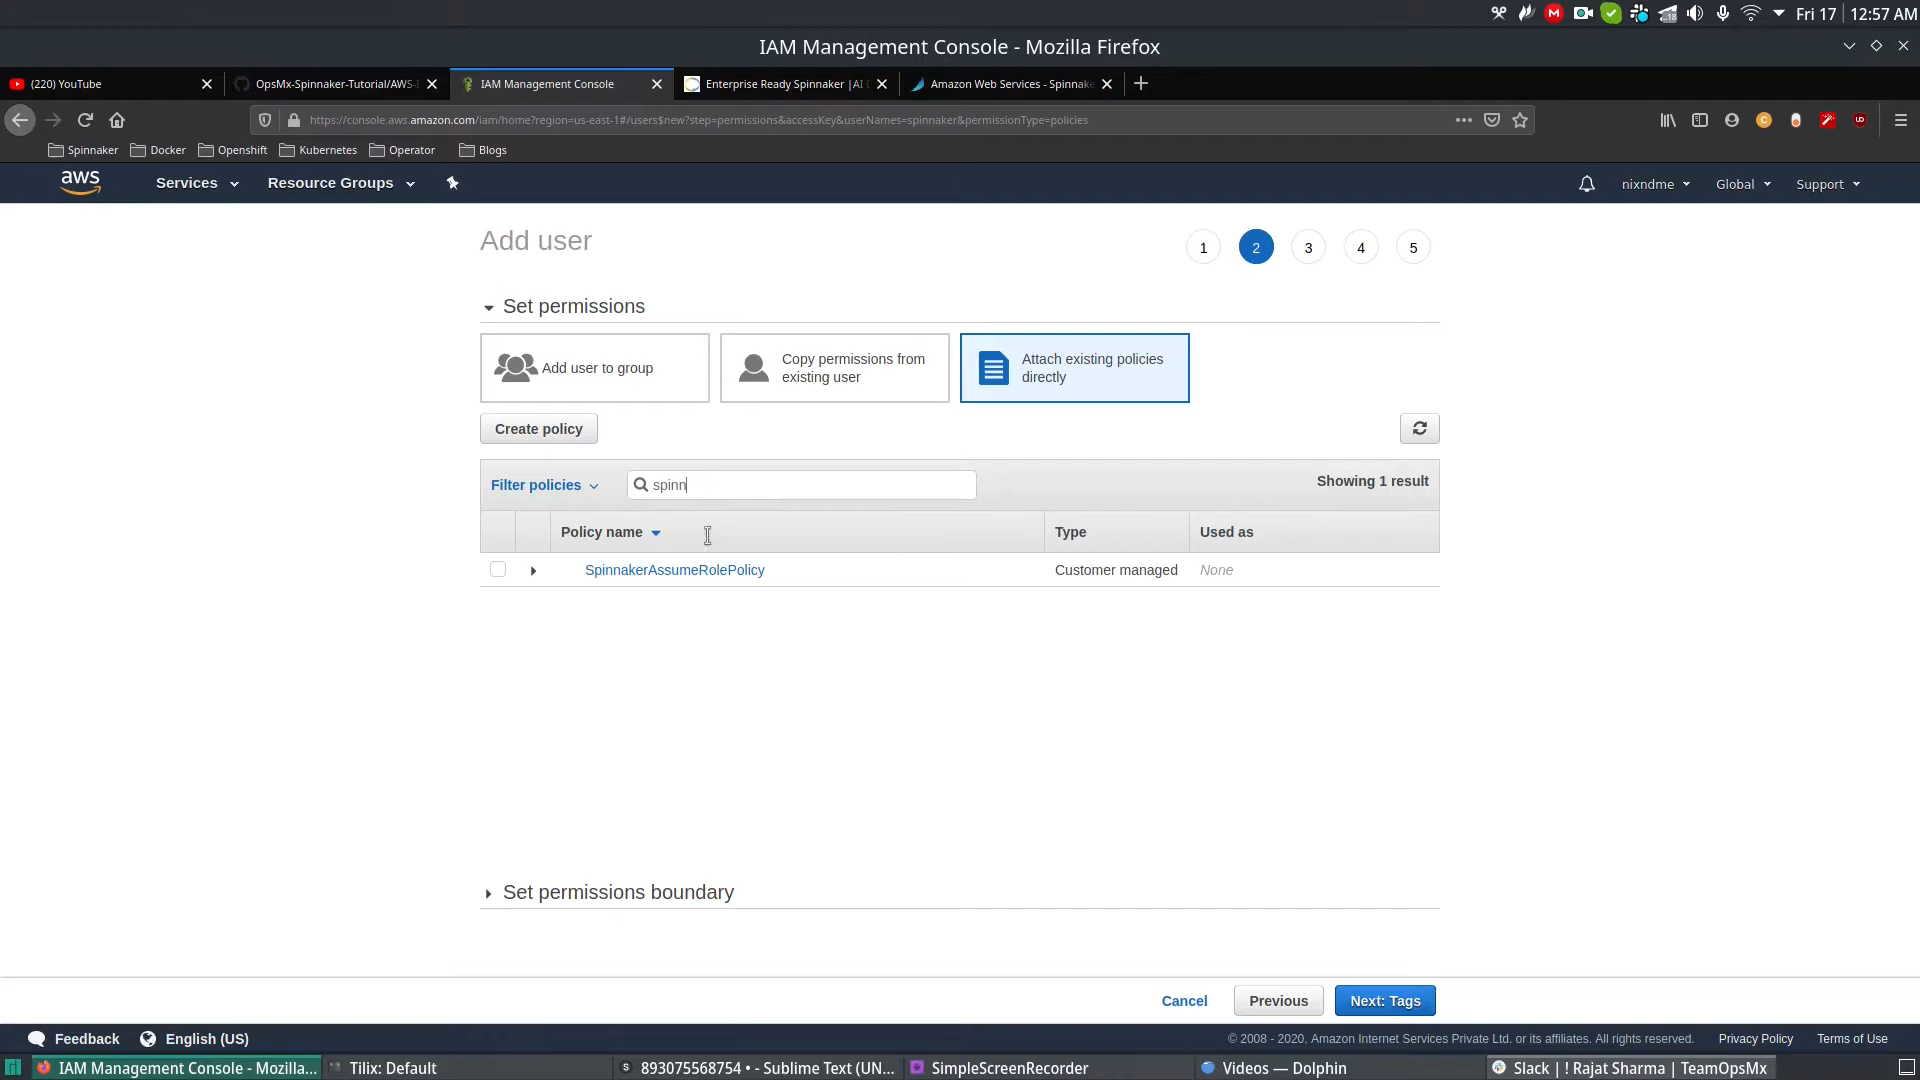 18
Fri 17 12:57 AM
IAM Management Console - Mozilla Firefox
(220) YouTube
OpsMx-Spinnaker-Tutorial/AWS-
IAM Management Console
Enterprise Ready Spinnaker |AI
Amazon Web Services - Spinnake
https://console.aws.amazon.com/iam/home?region=us-east-1#/users$new?step=permissions&accessKey&userNames=spinnaker&permissionType=policies
Spinnaker Docker Openshift Kubernetes Operator Blogs
aws Services Resource Groups nixndme Global Support
Add user
1 2 3 4 5
Set permissions
Add user to group
Copy permissions from
existing user
Attach existing policies
directly
Create policy
Filter policies spinn Showing 1 result
Policy name Type Used as
SpinnakerAssumeRolePolicy Customer managed None
Set permissions boundary
Cancel Previous Next: Tags
Feedback English (US) © 2008 - 2020, Amazon Internet Services Private Ltd. or its affiliates. All rights reserved. Privacy Policy Terms of Use
IAM Management Console - Mozilla... Tilix: Default 893075568754 • - Sublime Text (UN... SimpleScreenRecorder Videos — Dolphin Slack | ! Rajat Sharma | TeamOpsMx